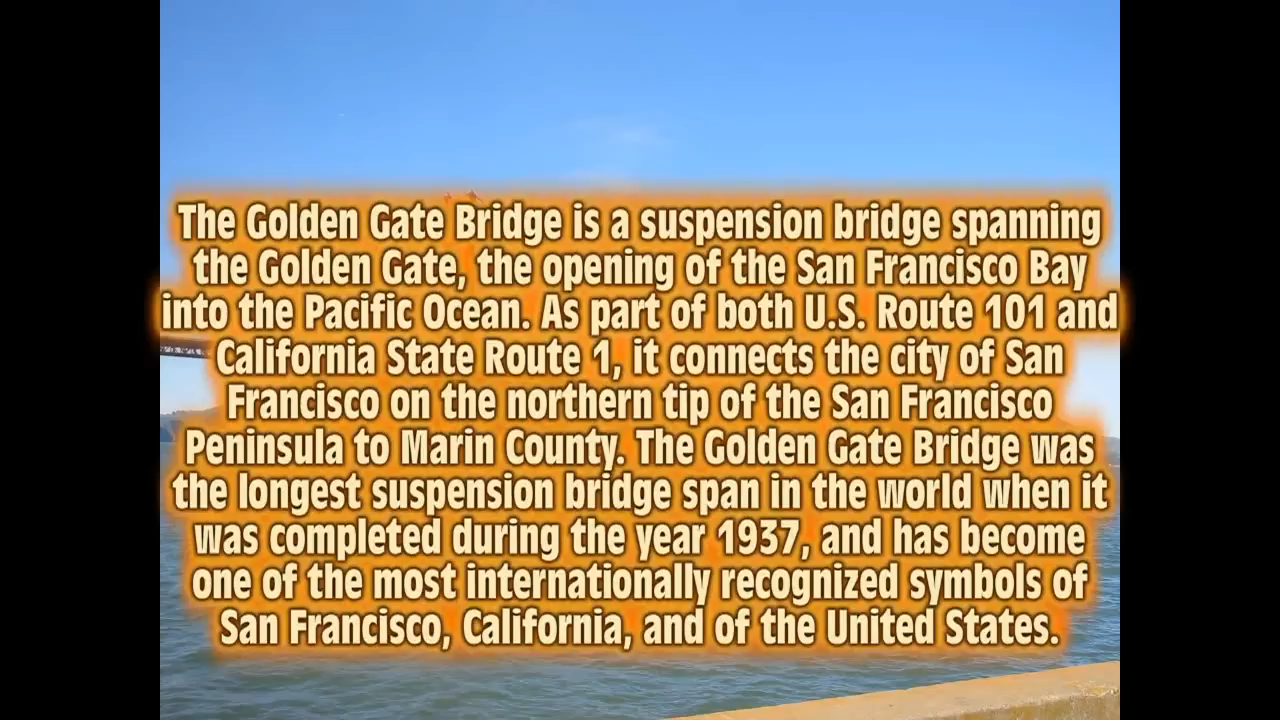 The Golden Gate Bridge is a suspension bridge spanning
the Golden Gate, the opening of the San Francisco Bay
into the Pacific Ocean. As part of both U.S. Route 101 and
California State Route 1, it connects the city of San
Francisco on the northern tip of the San Francisco
Peninsula to Marin County. The Golden Gate Bridge was
the longest suspension bridge span in the world when it
was completed during the year 1937, and has become
one of the most internationally recognized symbols of
San Francisco, California, and of the United States.